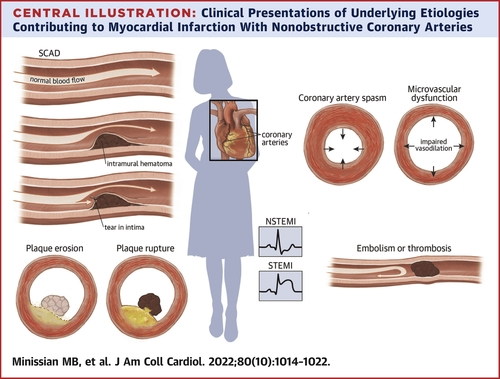 CENTRAL ILLUSTRATION: Clinical Presentations of Underlying Etiologies
Contributing to Myocardial Infarction With Nonobstructive Coronary Arteries
SCAD
normal blood flow
intramural hematoma
tear in intima
coronary
arteries
Coronary artery spasm
Microvascular
dysfunction
impaired
vasodilation
Plaque erosion
Plaque rupture
NSTEMI
STEMI
Embolism or thrombosis
Minissian MB, et al. J Am Coll Cardiol. 2022;80(10):1014–1022.